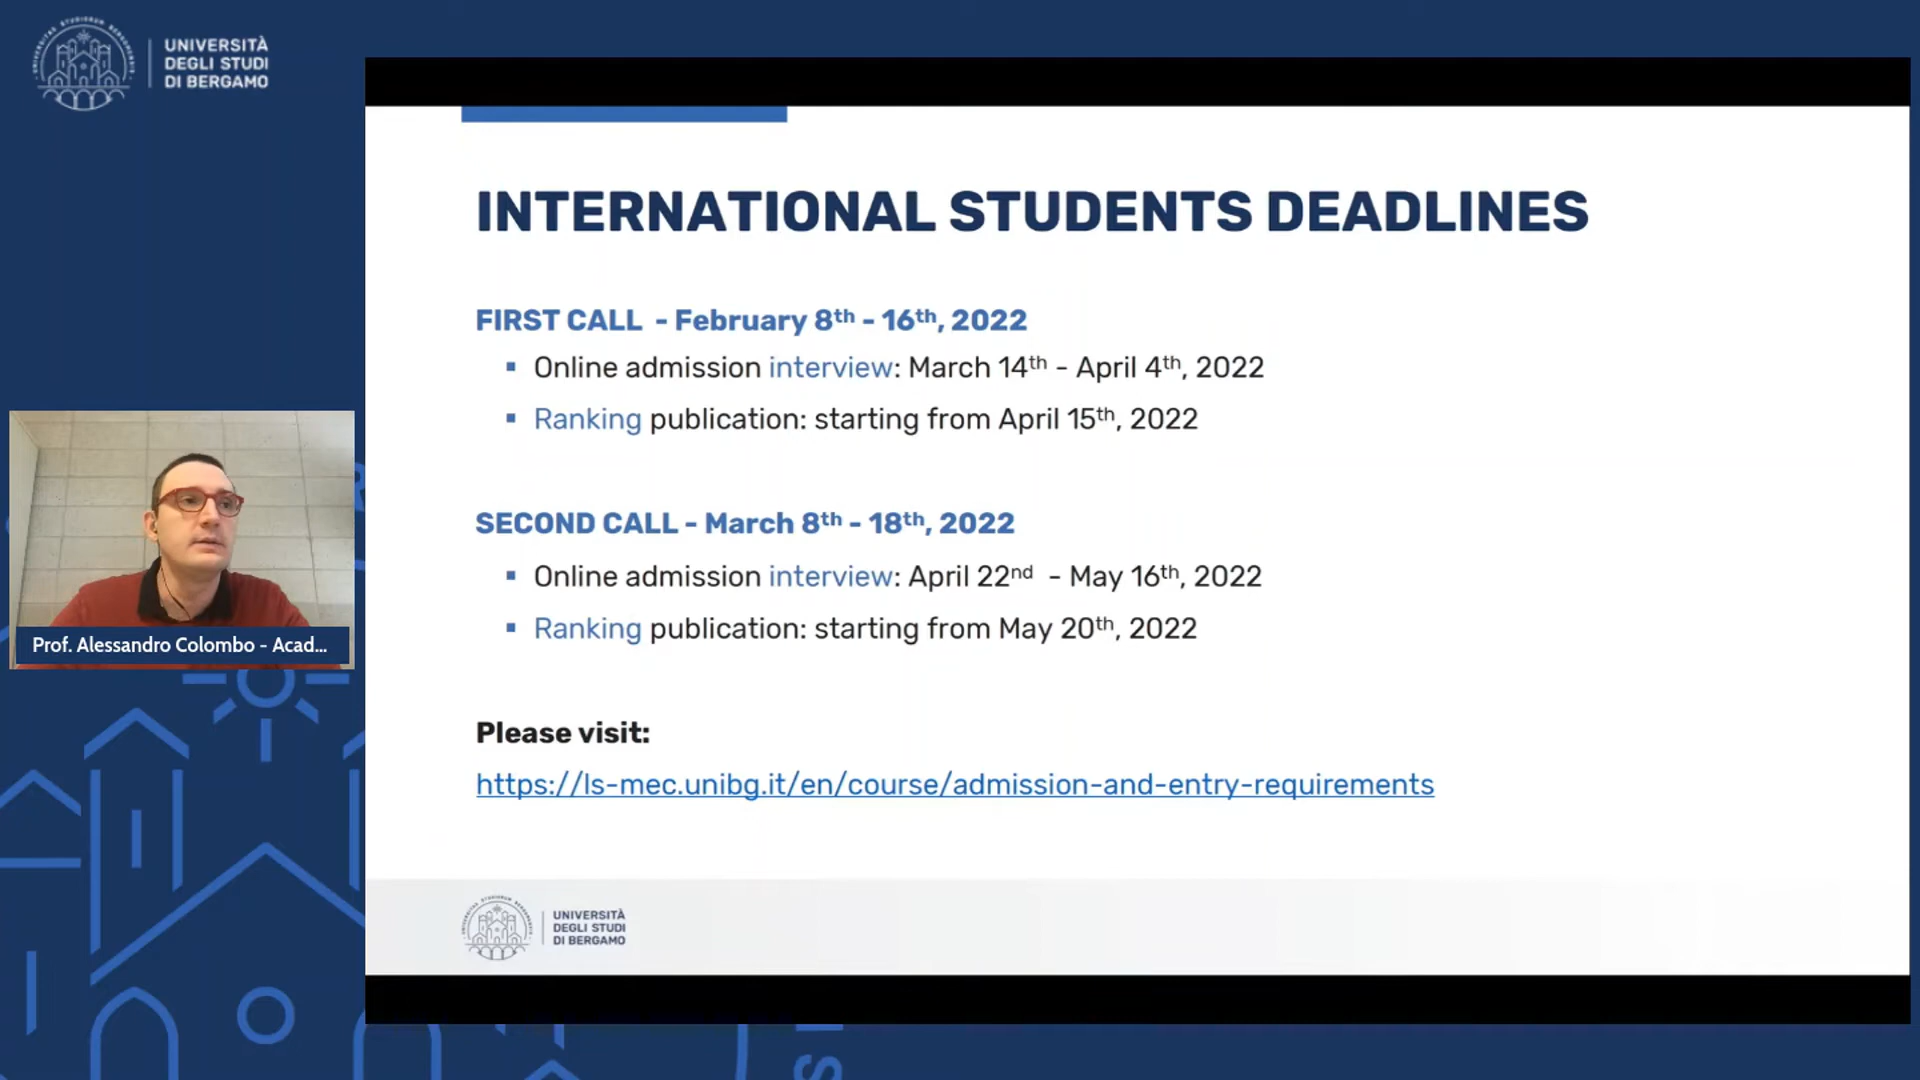 UNIVERSITÀ
DEGLI STUDI
DI BERGAMO
INTERNATIONAL STUDENTS DEADLINES
FIRST CALL - February 8th - 16th, 2022
▪ Online admission interview: March 14th - April 4th, 2022
▪ Ranking publication: starting from April 15th, 2022
SECOND CALL - March 8th - 18th, 2022
▪ Online admission interview: April 22nd - May 16th, 2022
▪ Ranking publication: starting from May 20th, 2022
Please visit:
https://ls-mec.unibg.it/en/course/admission-and-entry-requirements
Prof. Alessandro Colombo - Acad...
UNIVERSITÀ
DEGLI STUDI
DI BERGAMO